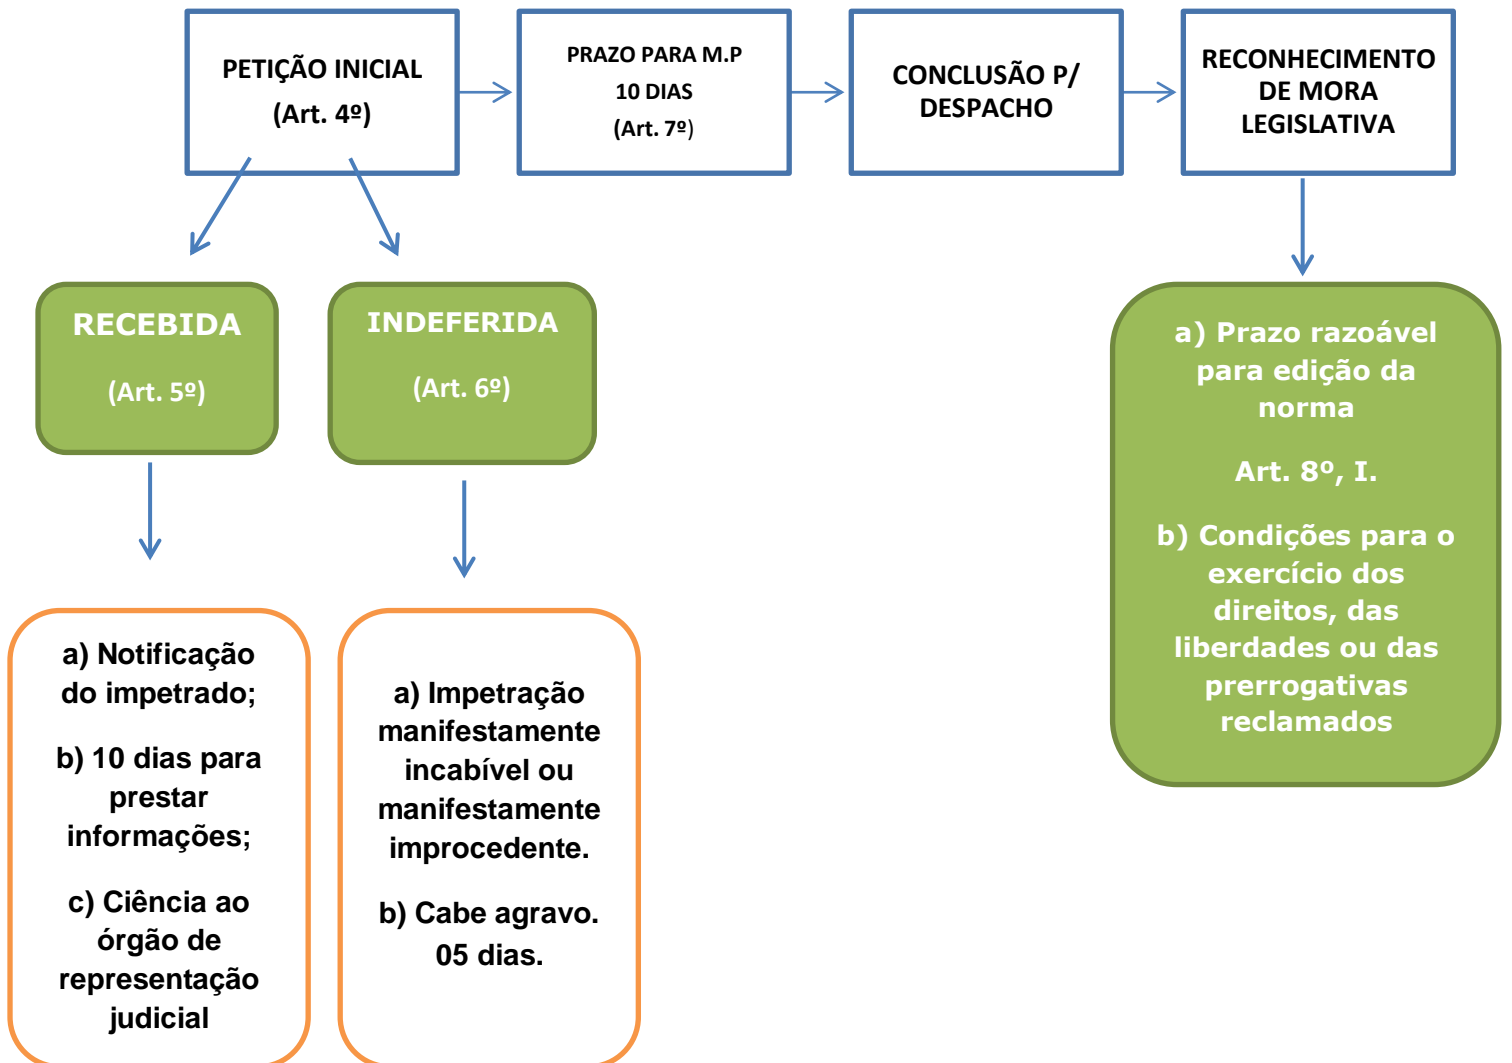 PETIÇÃO INICIAL
(Art. 4º)
PRAZO PARA M.P
10 DIAS
(Art. 7º)
CONCLUSÃO P/
DESPACHO
RECONHECIMENTO
DE MORA
LEGISLATIVA
RECEBIDA
(Art. 5º)
INDEFERIDA
(Art. 6º)
a) Prazo razoável
para edição da
norma
Art. 8º, I.
b) Condições para o
exercício dos
direitos, das
liberdades ou das
prerrogativas
reclamados
a) Notificação
do impetrado;
b) 10 dias para
prestar
informações;
c) Ciência ao
órgão de
representação
judicial
a) Impetração
manifestamente
incabível ou
manifestamente
improcedente.
b) Cabe agravo.
05 dias.